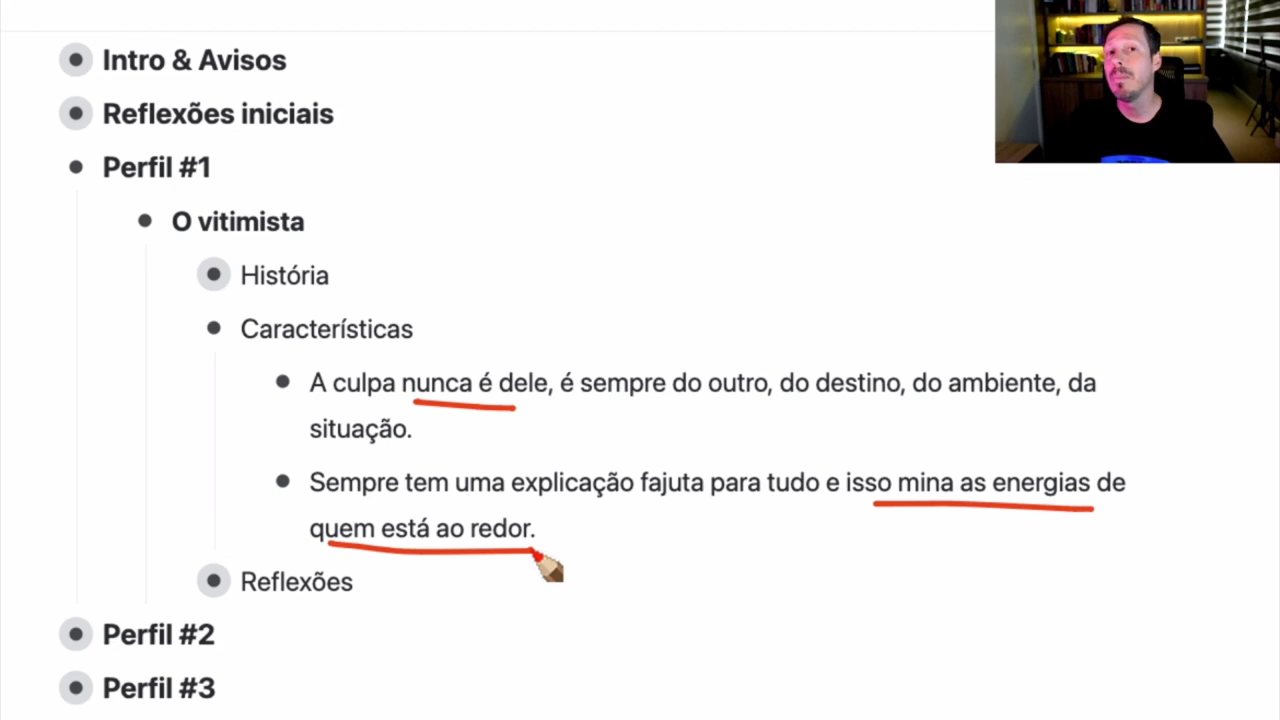 Intro & Avisos
Reflexões iniciais
Perfil #1
O vitimista
História
Características
A culpa nunca é dele, é sempre do outro, do destino, do ambiente, da
situação.
Sempre tem uma explicação fajuta para tudo e isso mina as energias de
quem está ao redor.
Reflexões
Perfil #2
Perfil #3